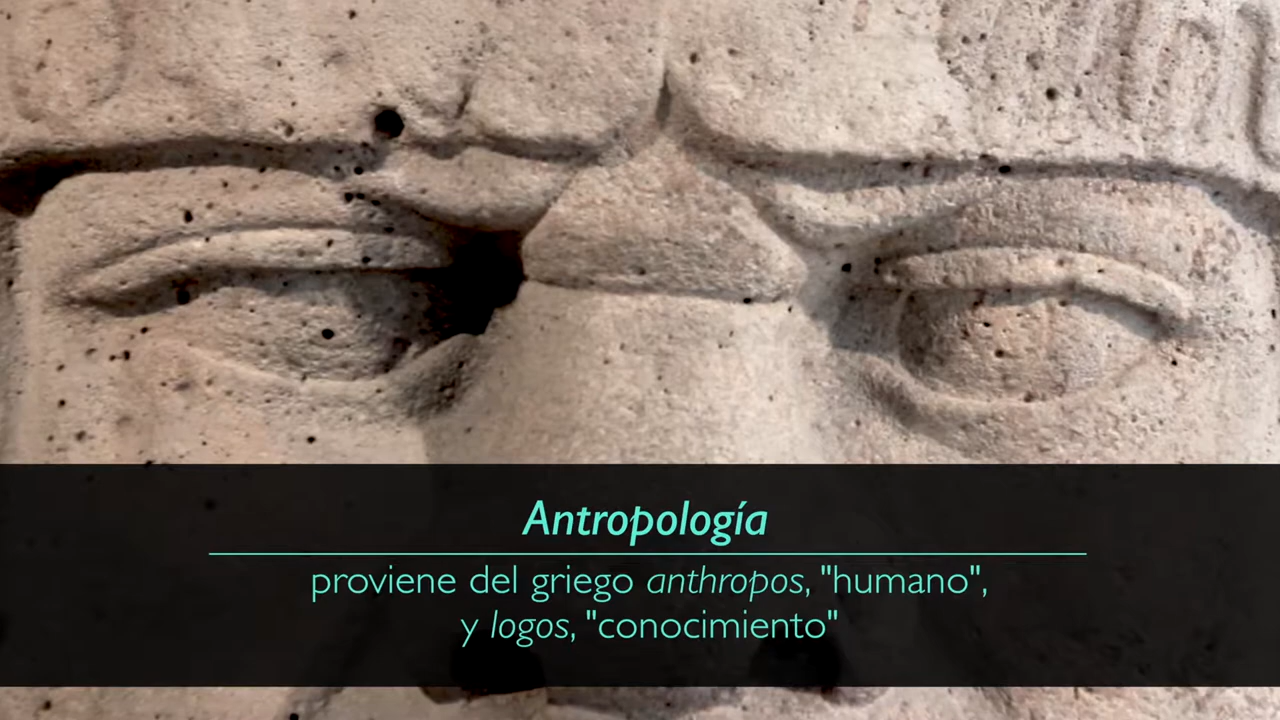 Antropología
proviene del griego anthropos, "humano",
y logos, "conocimiento"